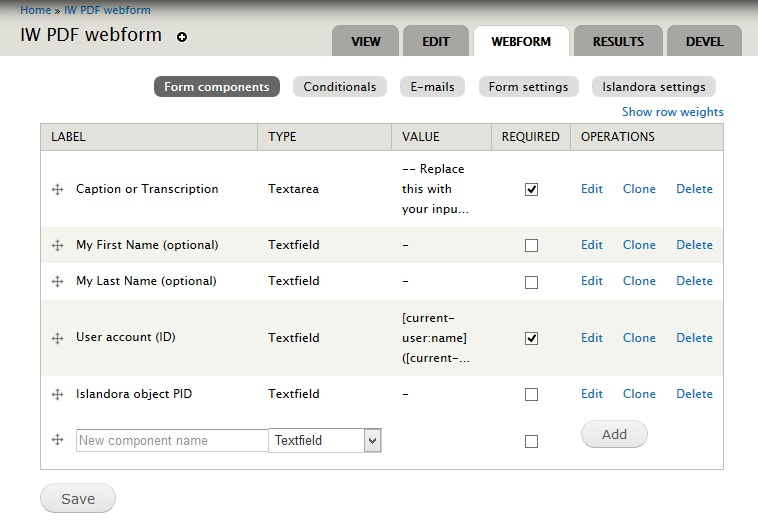 Home » IW PDF webform
IW PDF webform
VIEW EDIT WEBFORM RESULTS DEVEL
Form components Conditionals E-mails Form settings Islandora settings
Show row weights
LABEL TYPE VALUE REQUIRED OPERATIONS
Caption or Transcription Textarea -- Replace this with your inpu... Edit Clone Delete
My First Name (optional) Textfield - Edit Clone Delete
My Last Name (optional) Textfield - Edit Clone Delete
User account (ID) Textfield [current-user:name] ([current-... Edit Clone Delete
Islandora object PID Textfield - Edit Clone Delete
New component name Textfield Add
Save